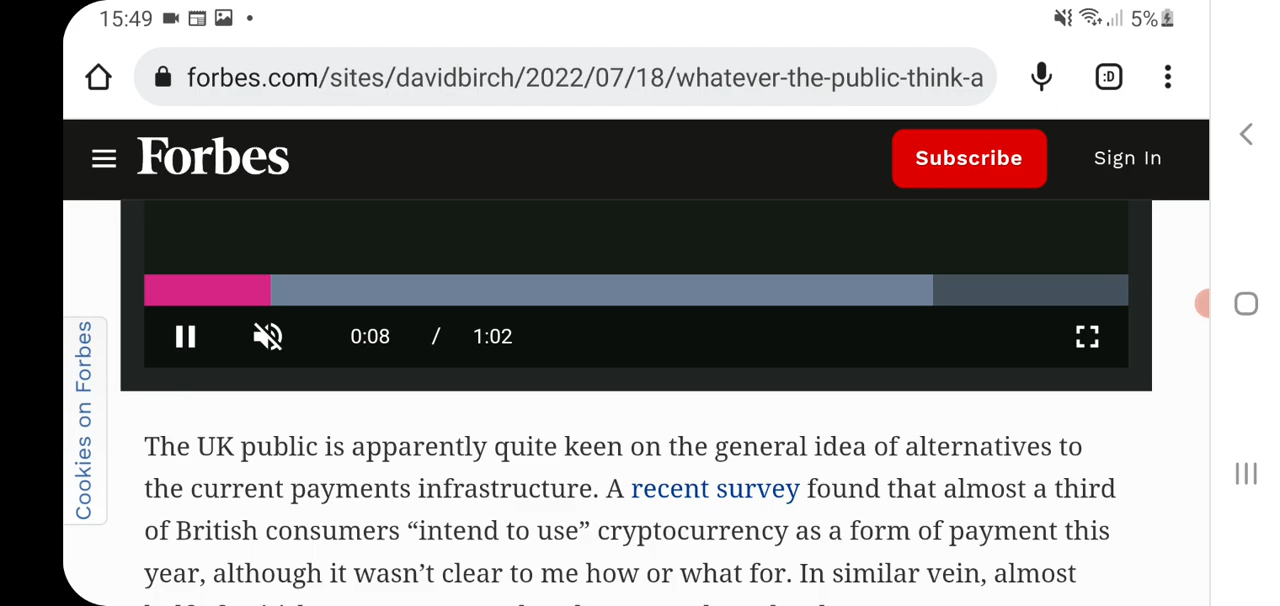 15:49 5%
forbes.com/sites/davidbirch/2022/07/18/whatever-the-public-think-a :D
Forbes Subscribe Sign In
0:08 / 1:02
Cookies on Forbes
The UK public is apparently quite keen on the general idea of alternatives to
the current payments infrastructure. A recent survey found that almost a third
of British consumers “intend to use” cryptocurrency as a form of payment this
year, although it wasn’t clear to me how or what for. In similar vein, almost